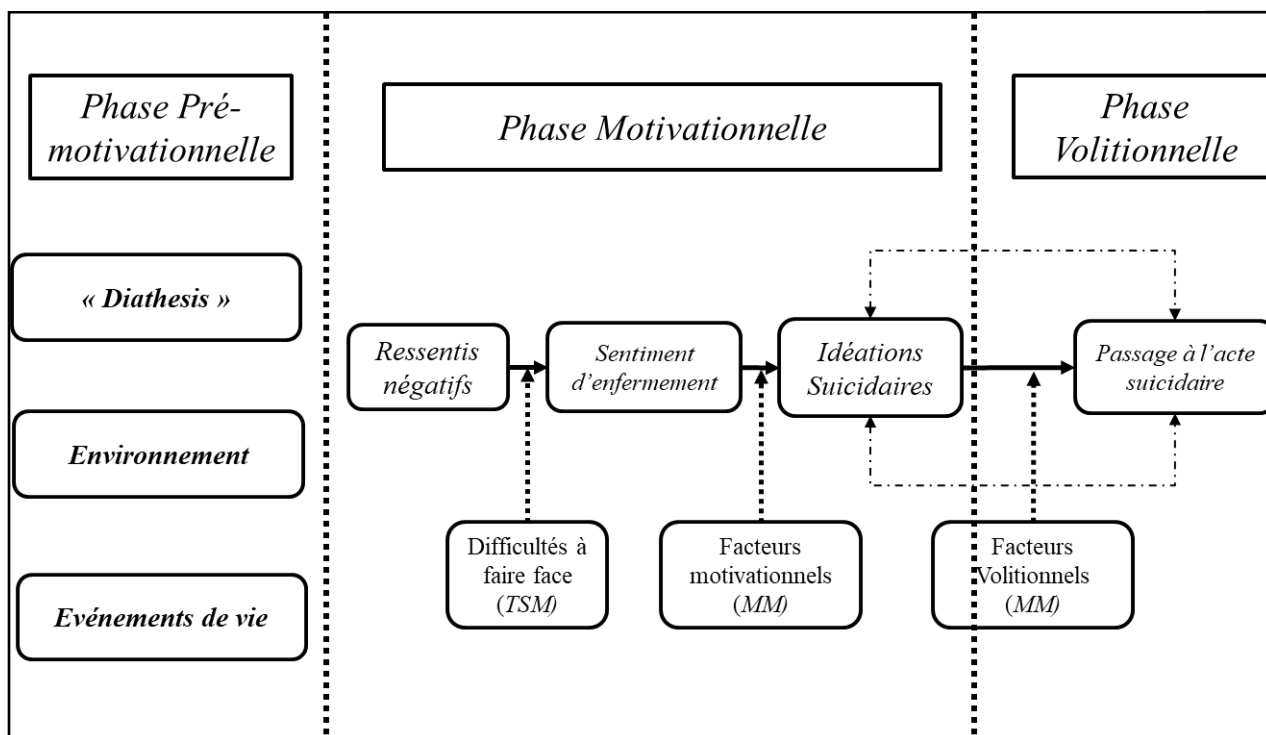 Phase Pré-
motivationnelle
Phase Motivationnelle
Phase
Volitionnelle
« Diathesis »
Environnement
Evénements de vie
Ressentis
négatifs
Sentiment
d’enfermement
Idéations
Suicidaires
Passage à l’acte
suicidaire
Difficultés à
faire face
(TSM)
Facteurs
motivationnels
(MM)
Facteurs
Volitionnels
(MM)